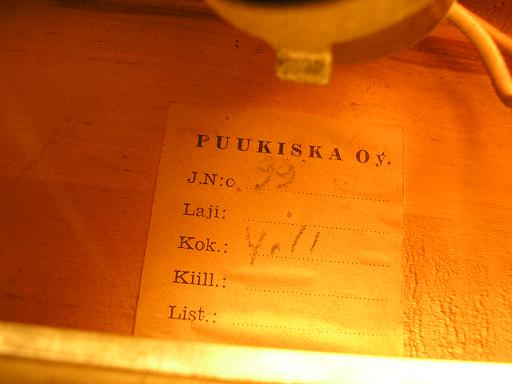 PUUKISKA Oy.
J.N:o 99
Laji:
Kok.:
Kiill.:
List.: